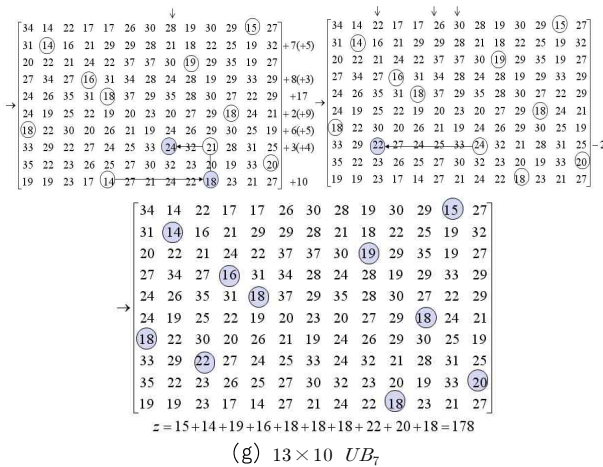 ↓
34 14 22 17 17 26 30 28 19 30 29 15 27
31 14 16 21 29 29 28 21 18 22 25 19 32 +7(+5)
20 22 21 24 22 37 37 30 19 29 35 19 27
27 34 27 16 31 34 28 24 28 19 29 33 29 +8(+3)
→ 24 26 35 31 18 37 29 35 28 30 27 22 29 +17
24 19 25 22 19 20 23 20 27 29 18 24 21 +2(+9)
18 22 30 20 26 21 19 24 26 29 30 25 19 +6(+5)
33 29 22 27 24 25 33 24 32 21 28 31 25 +3(+4)
35 22 23 26 25 27 30 32 23 20 19 33 20
19 19 23 17 14 27 21 24 22 18 23 21 27 +10
↓ ↓ ↓
34 14 22 17 17 26 30 28 19 30 29 15 27
31 14 16 21 29 29 28 21 18 22 25 19 32
20 22 21 24 22 37 37 30 19 29 35 19 27
27 34 27 16 31 34 28 24 28 19 29 33 29
→ 24 26 35 31 18 37 29 35 28 30 27 22 29
24 19 25 22 19 20 23 20 27 29 18 24 21
18 22 30 20 26 21 19 24 26 29 30 25 19
33 29 22 27 24 25 33 24 32 21 28 31 25 -2
35 22 23 26 25 27 30 32 23 20 19 33 20
19 19 23 17 14 27 21 24 22 18 23 21 27
34 14 22 17 17 26 30 28 19 30 29 15 27
31 14 16 21 29 29 28 21 18 22 25 19 32
20 22 21 24 22 37 37 30 19 29 35 19 27
27 34 27 16 31 34 28 24 28 19 29 33 29
→ 24 26 35 31 18 37 29 35 28 30 27 22 29
24 19 25 22 19 20 23 20 27 29 18 24 21
18 22 30 20 26 21 19 24 26 29 30 25 19
33 29 22 27 24 25 33 24 32 21 28 31 25
35 22 23 26 25 27 30 32 23 20 19 33 20
19 19 23 17 14 27 21 24 22 18 23 21 27
z = 15+14+19+16+18+18+18+22+20+18 = 178
(g) 13×10 UB₇